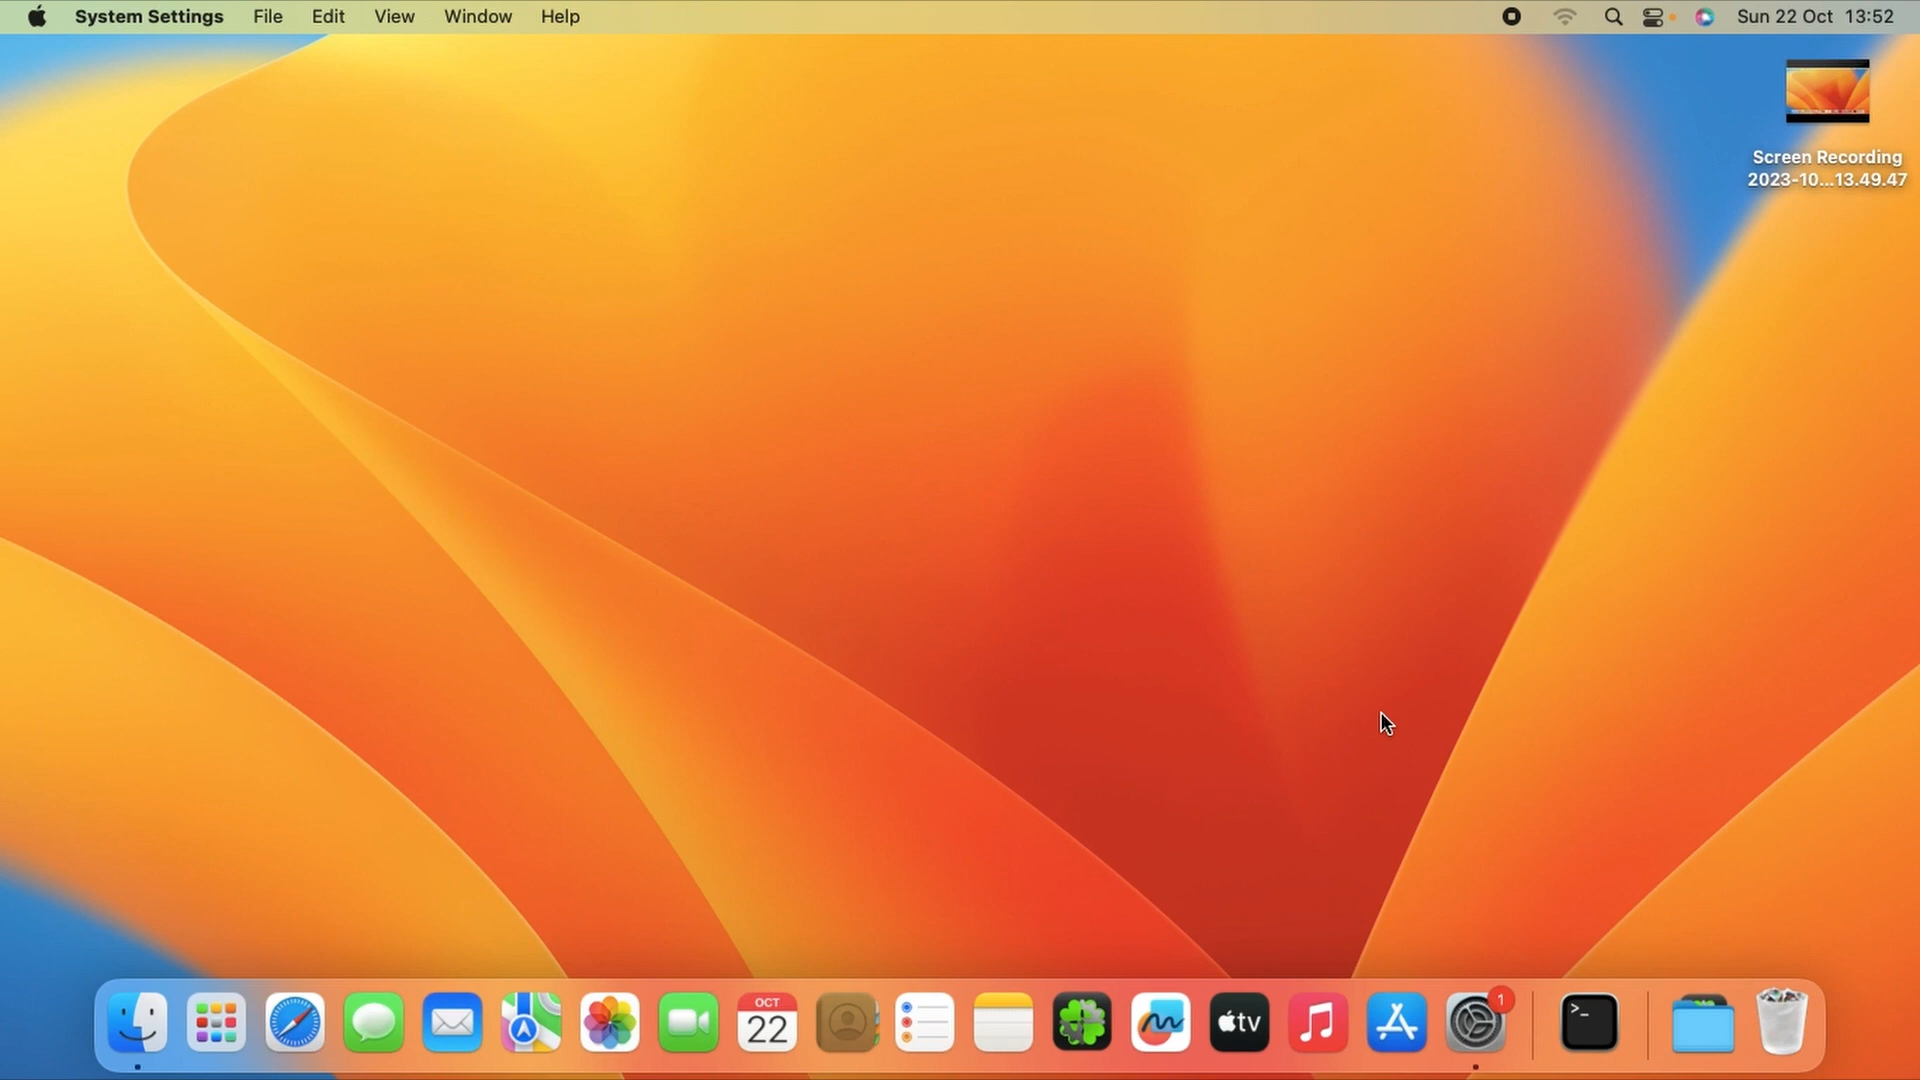 System Settings File Edit View Window Help Sun 22 Oct 13:52
Screen Recording
2023-10...13.49.47
OCT
22
tv
1
>_